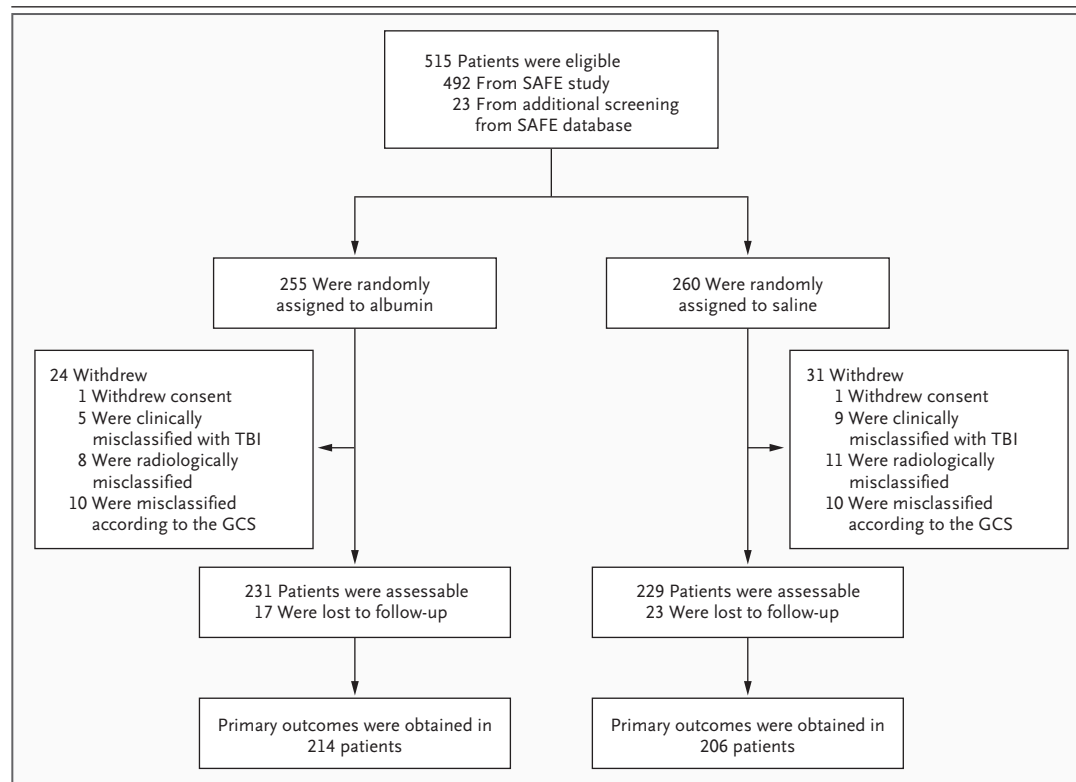 515 Patients were eligible
492 From SAFE study
23 From additional screening
from SAFE database
255 Were randomly
assigned to albumin
260 Were randomly
assigned to saline
24 Withdrew
1 Withdrew consent
5 Were clinically
misclassified with TBI
8 Were radiologically
misclassified
10 Were misclassified
according to the GCS
31 Withdrew
1 Withdrew consent
9 Were clinically
misclassified with TBI
11 Were radiologically
misclassified
10 Were misclassified
according to the GCS
231 Patients were assessable
17 Were lost to follow-up
229 Patients were assessable
23 Were lost to follow-up
Primary outcomes were obtained in
214 patients
Primary outcomes were obtained in
206 patients